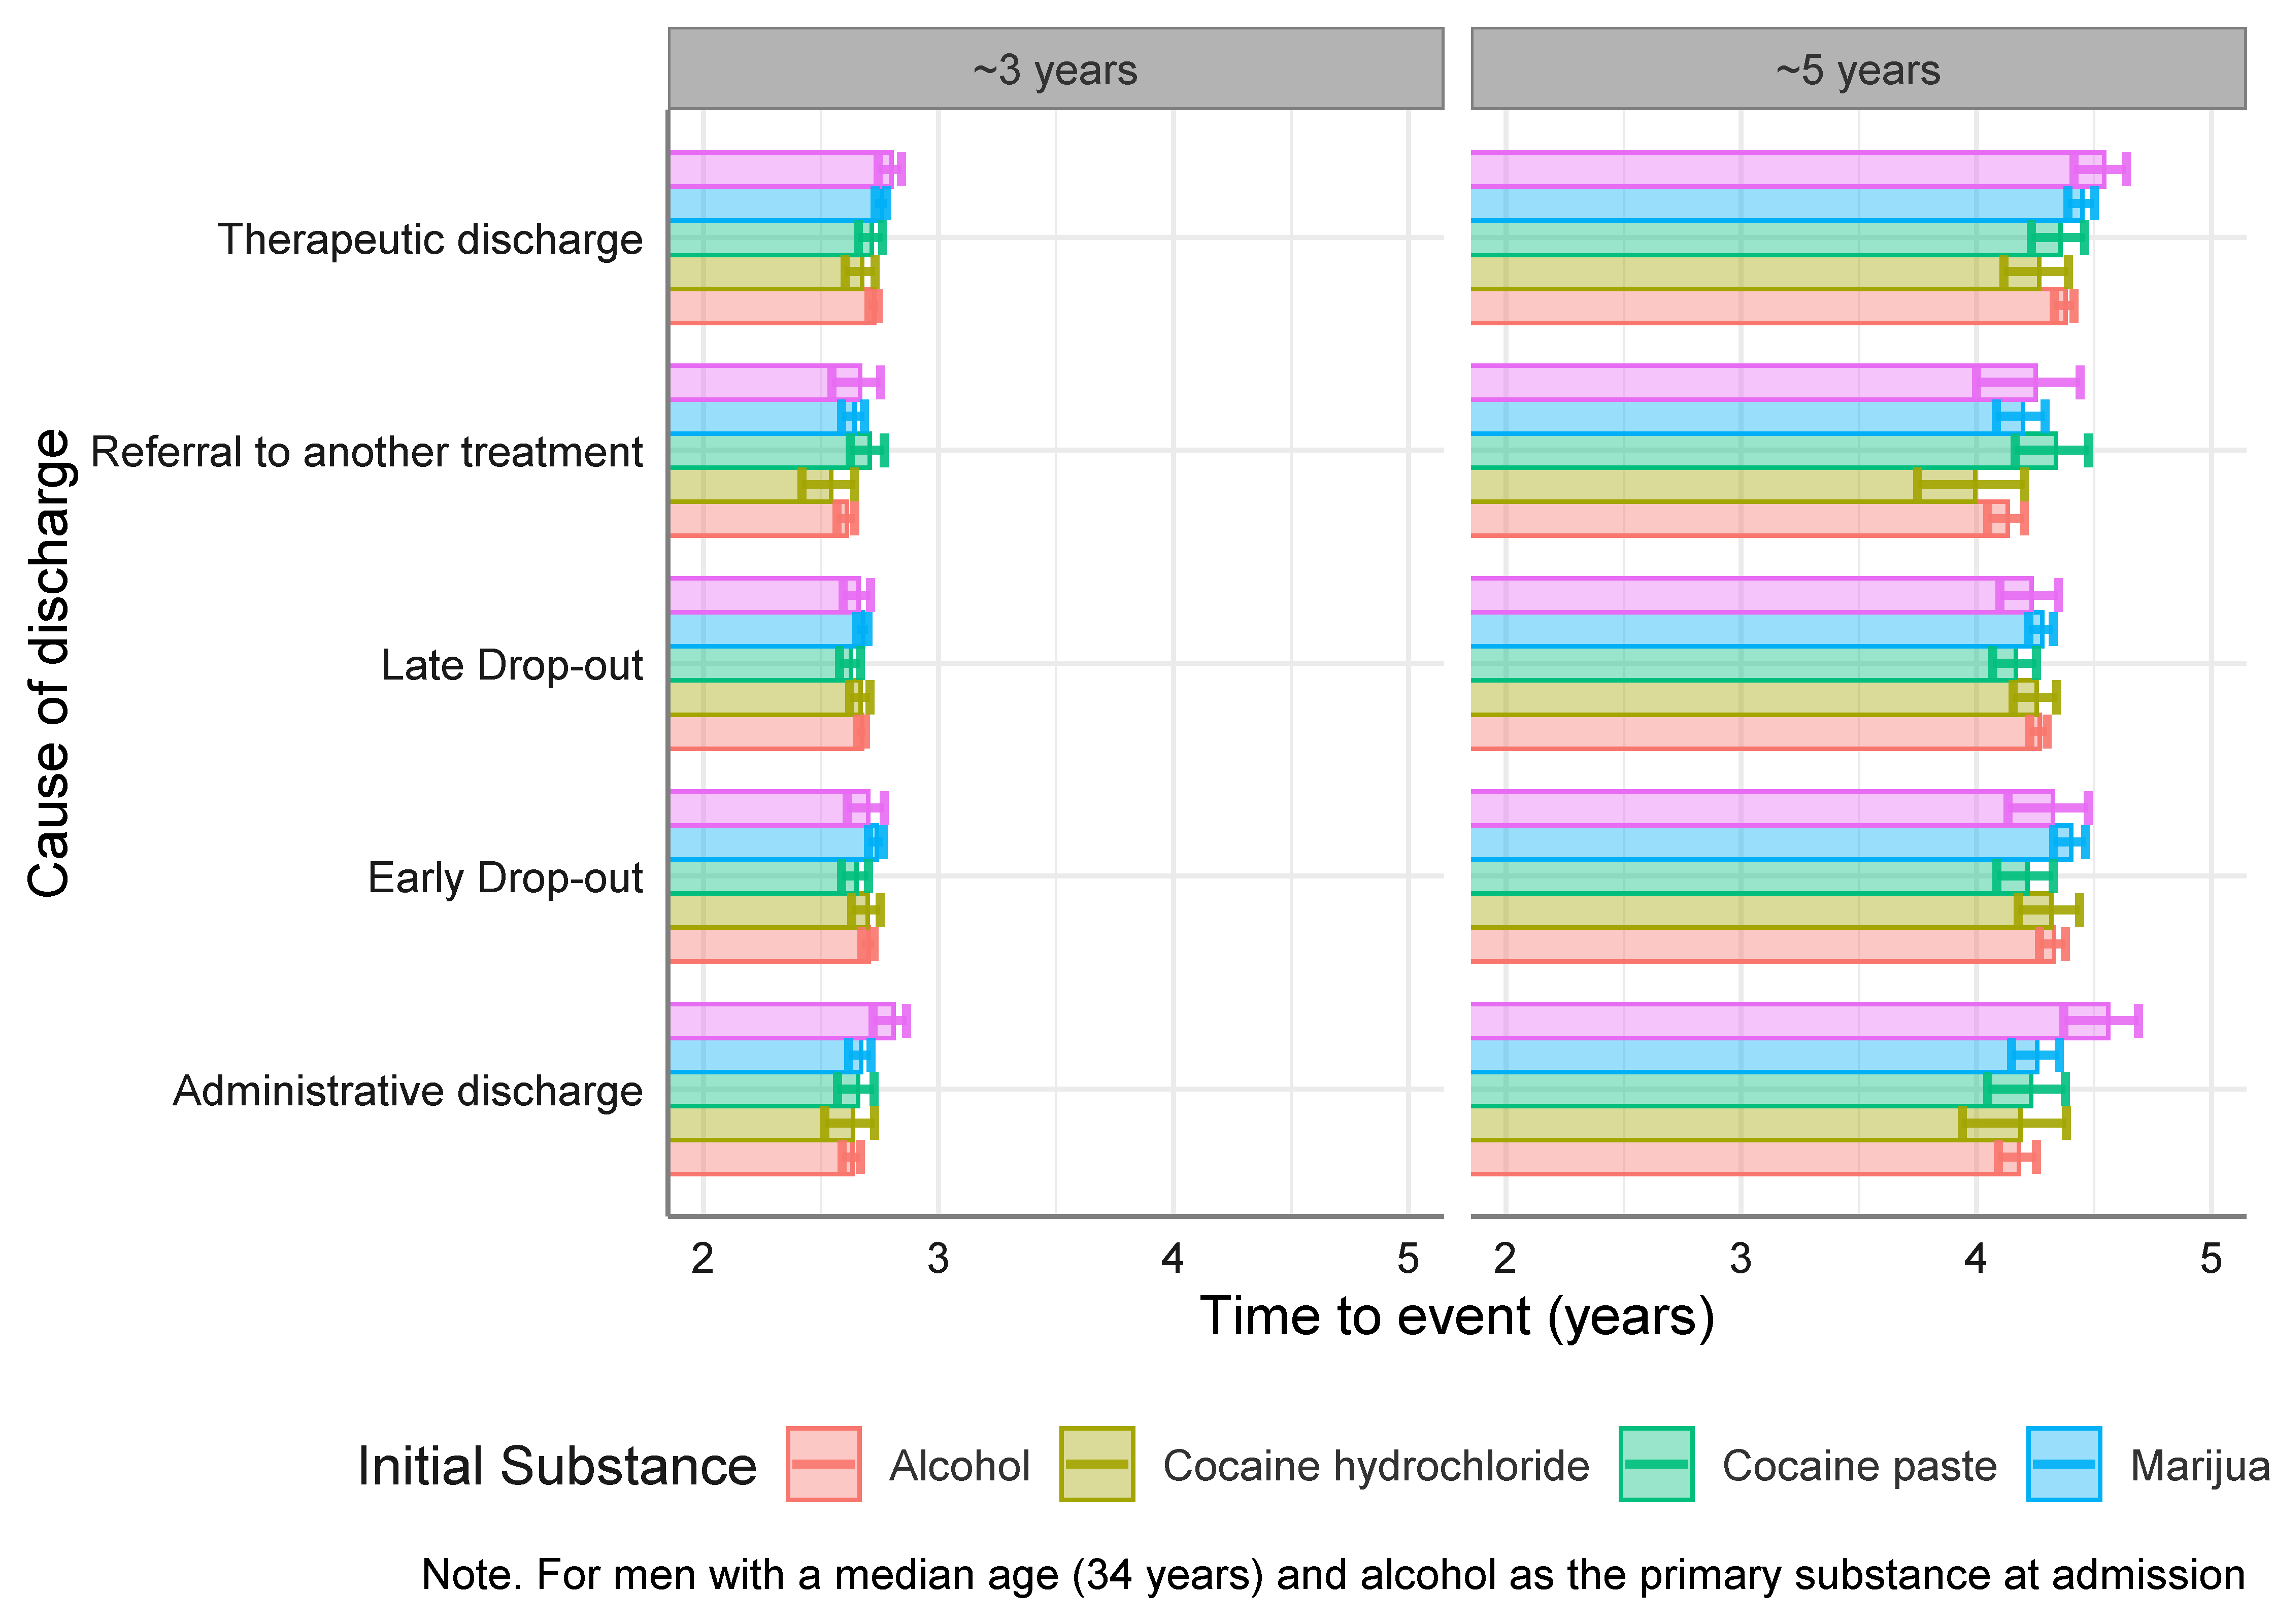 ~3 years
~5 years
Cause of discharge
Therapeutic discharge
Referral to another treatment
Late Drop-out
Early Drop-out
Administrative discharge
2 3 4 5
2 3 4 5
Time to event (years)
Initial Substance Alcohol Cocaine hydrochloride Cocaine paste Marijua
Note. For men with a median age (34 years) and alcohol as the primary substance at admission